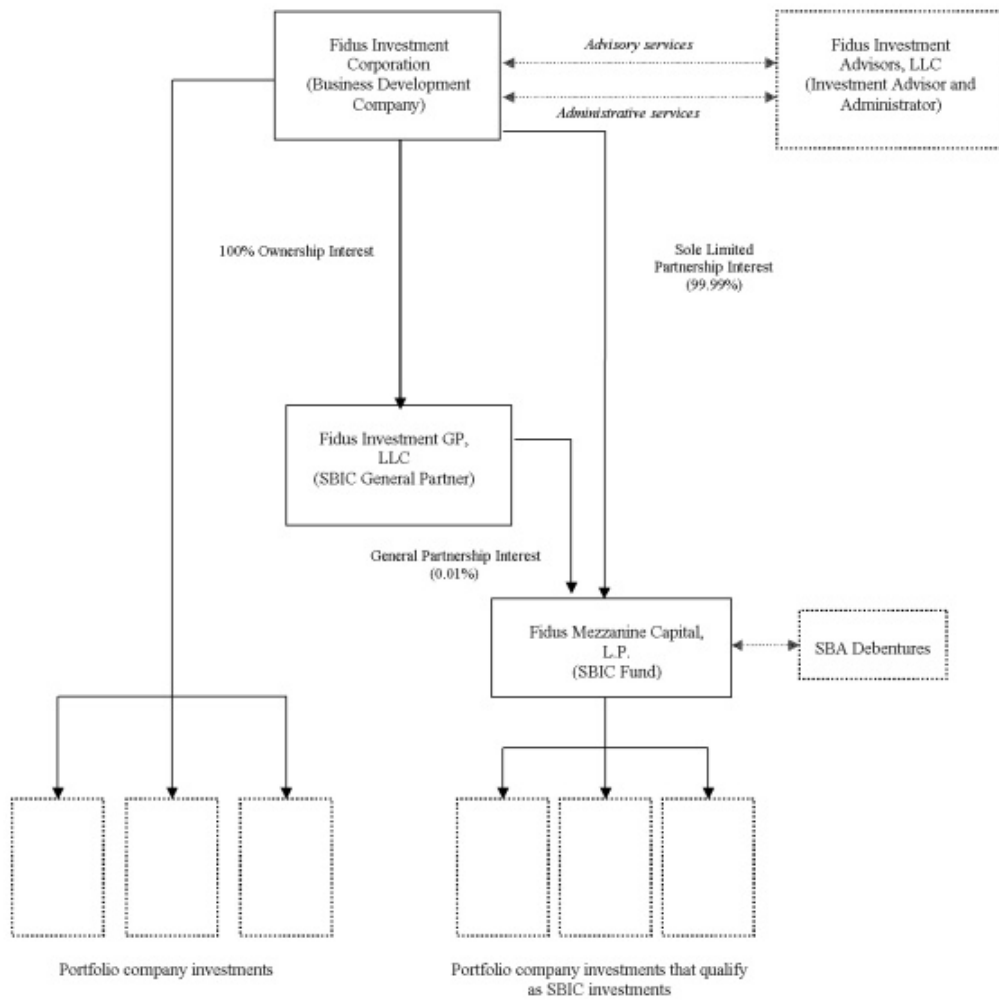 Fidus Investment
Corporation
(Business Development
Company)
Advisory services
Administrative services
Fidus Investment
Advisors, LLC
(Investment Advisor and
Administrator)
100% Ownership Interest
Sole Limited
Partnership Interest
(99.99%)
Fidus Investment GP,
LLC
(SBIC General Partner)
General Partnership Interest
(0.01%)
Fidus Mezzanine Capital,
L.P.
(SBIC Fund)
SBA Debentures
Portfolio company investments
Portfolio company investments that qualify
as SBIC investments